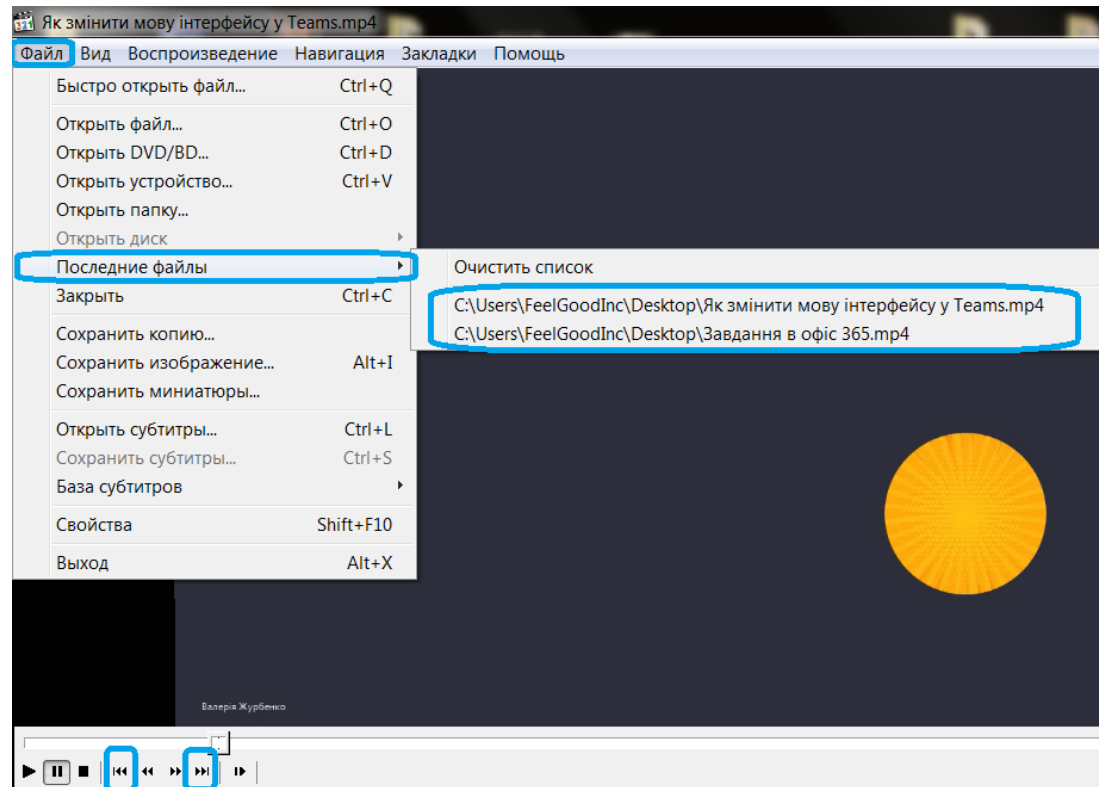 Як змінити мову інтерфейсу у Teams.mp4
Файл Вид Воспроизведение Навигация Закладки Помощь
Быстро открыть файл... Ctrl+Q
Открыть файл... Ctrl+O
Открыть DVD/BD... Ctrl+D
Открыть устройство... Ctrl+V
Открыть папку...
Открыть диск
Последние файлы
Очистить список
Закрыть Ctrl+C
C:\Users\FeelGoodInc\Desktop\Як змінити мову інтерфейсу у Teams.mp4
C:\Users\FeelGoodInc\Desktop\Завдання в офіс 365.mp4
Сохранить копию...
Сохранить изображение... Alt+I
Сохранить миниатюры...
Открыть субтитры... Ctrl+L
Сохранить субтитры... Ctrl+S
База субтитров
Свойства Shift+F10
Выход Alt+X
Валерія Журбенко